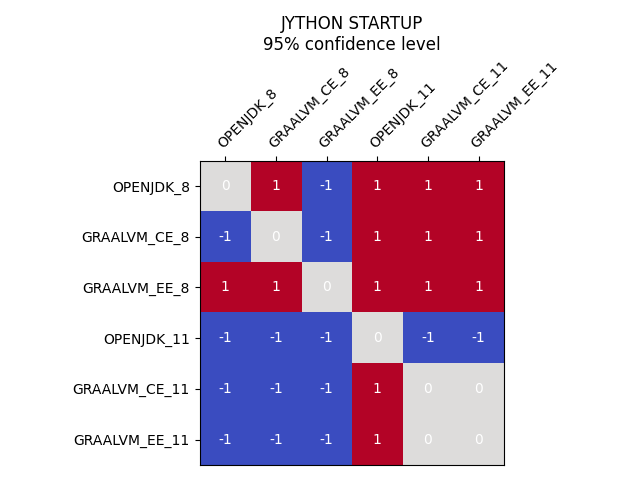 JYTHON STARTUP
95% confidence level
OPENJDK_8 GRAALVM_CE_8 GRAALVM_EE_8 OPENJDK_11 GRAALVM_CE_11 GRAALVM_EE_11
OPENJDK_8 0 1 -1 1 1 1
GRAALVM_CE_8 -1 0 -1 1 1 1
GRAALVM_EE_8 1 1 0 1 1 1
OPENJDK_11 -1 -1 -1 0 -1 -1
GRAALVM_CE_11 -1 -1 -1 1 0 0
GRAALVM_EE_11 -1 -1 -1 1 0 0